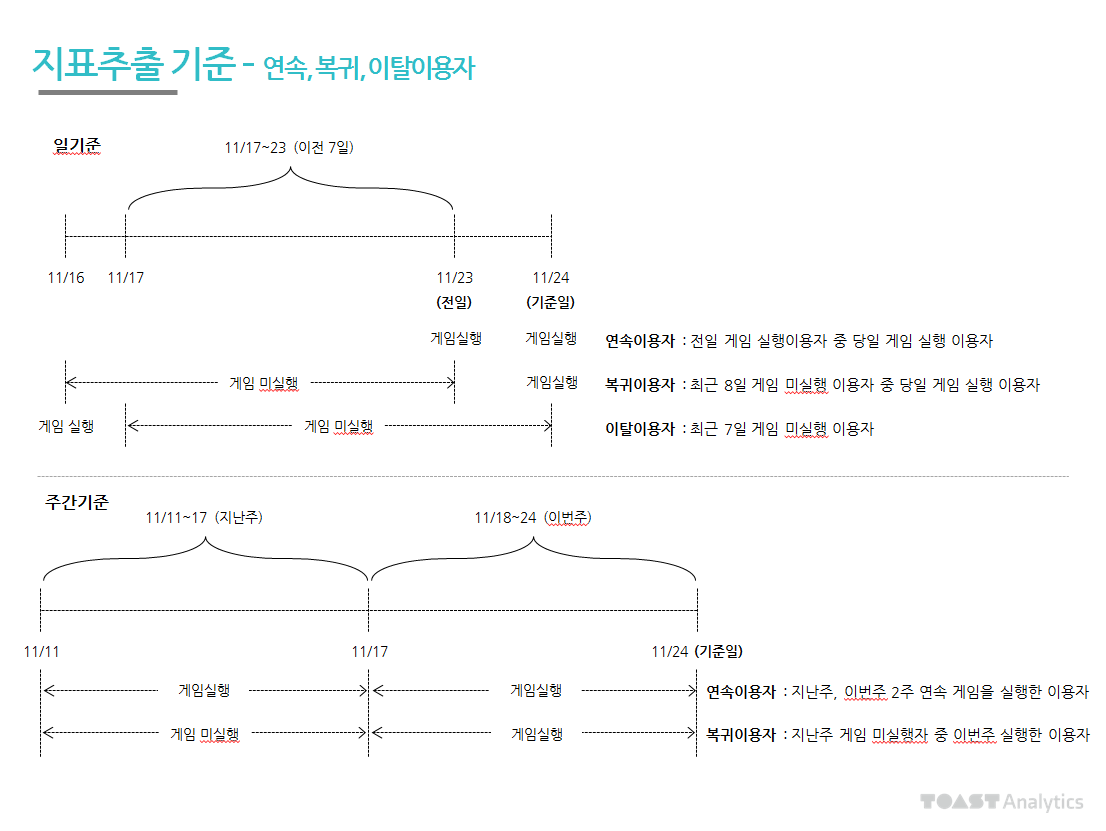 지표추출 기준 - 연속, 복귀, 이탈이용자
일기준
11/17~23 (이전 7일)
11/16 11/17 11/23 11/24
(전일) (기준일)
게임실행 게임실행 연속이용자 : 전일 게임 실행이용자 중 당일 게임 실행 이용자
게임 미실행 게임실행 복귀이용자 : 최근 8일 게임 미실행 이용자 중 당일 게임 실행 이용자
게임 실행 게임 미실행 이탈이용자 : 최근 7일 게임 미실행 이용자
주간기준
11/11~17 (지난주) 11/18~24 (이번주)
11/11 11/17 11/24 (기준일)
게임실행 게임실행 연속이용자 : 지난주, 이번주 2주 연속 게임을 실행한 이용자
게임 미실행 게임실행 복귀이용자 : 지난주 게임 미실행자 중 이번주 실행한 이용자
TOAST Analytics